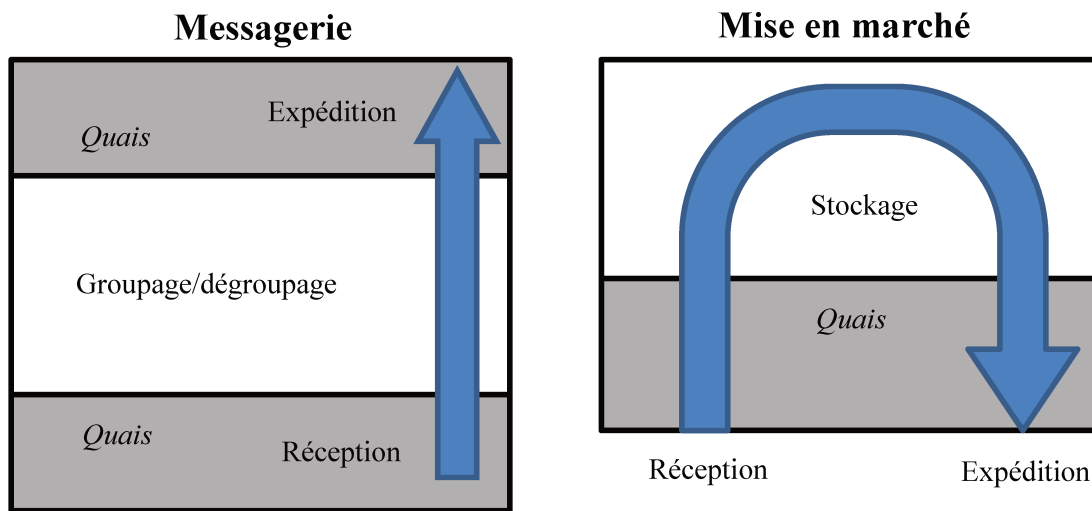 Messagerie
Expédition
Quais
Groupage/dégroupage
Quais
Réception
Mise en marché
Stockage
Quais
Réception
Expédition